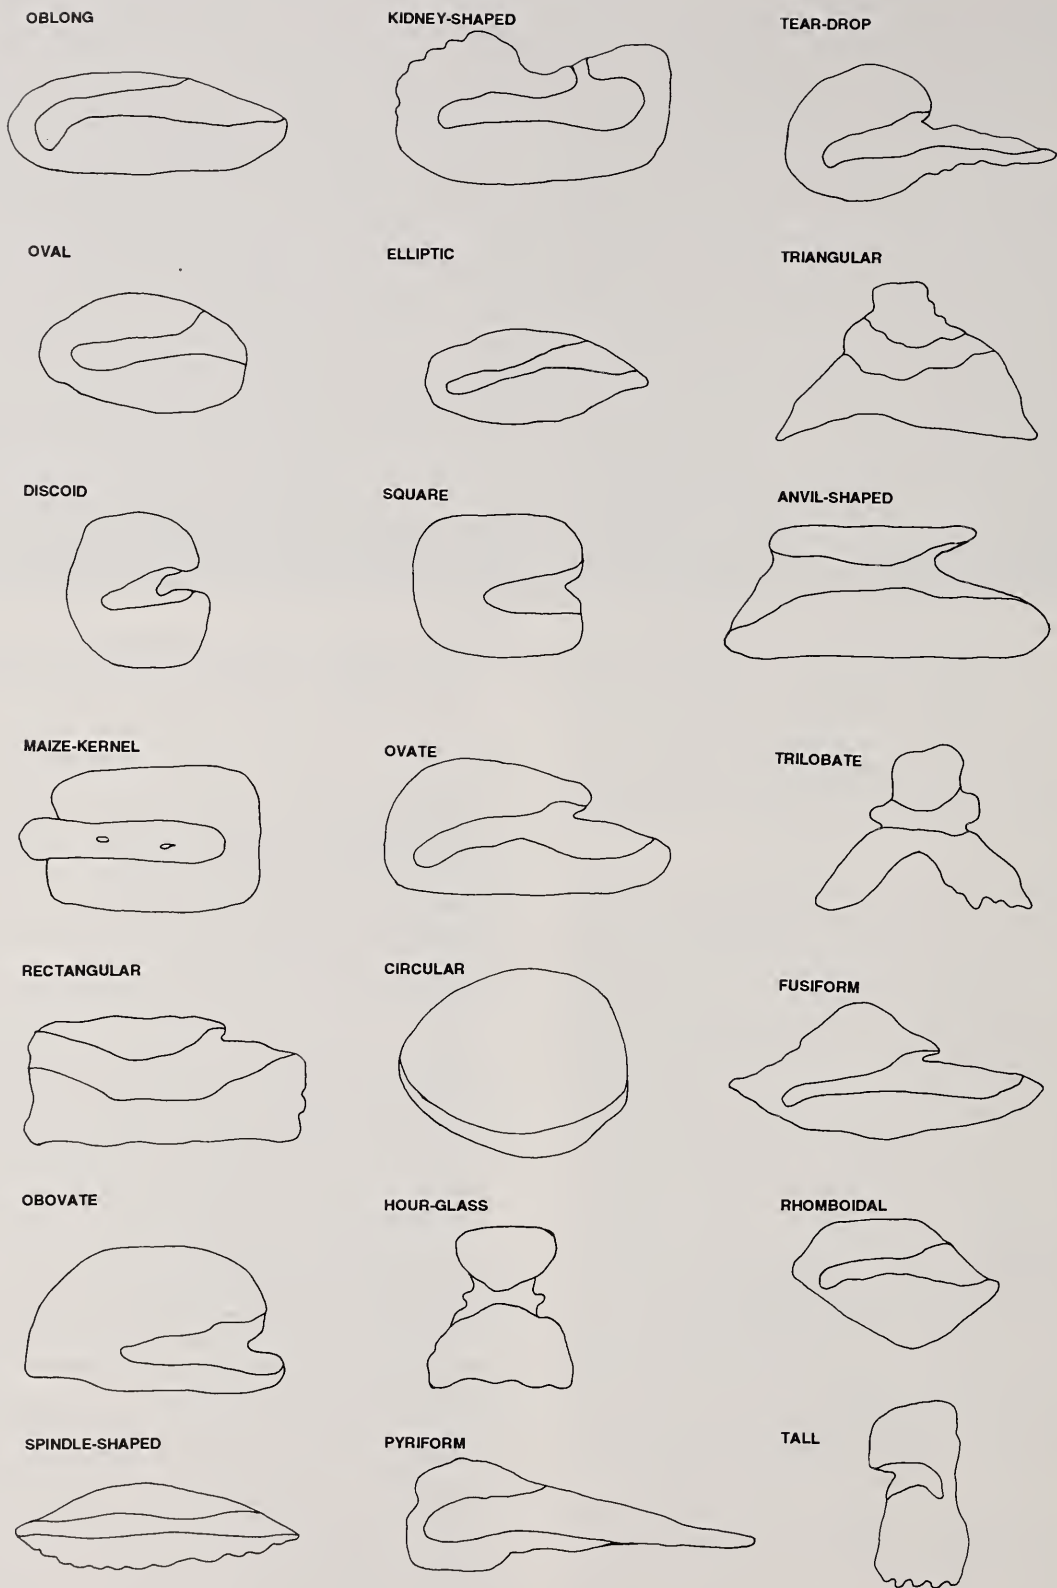 OBLONG
KIDNEY-SHAPED
TEAR-DROP
OVAL
ELLIPTIC
TRIANGULAR
DISCOID
SQUARE
ANVIL-SHAPED
MAIZE-KERNEL
OVATE
TRILOBATE
RECTANGULAR
CIRCULAR
FUSIFORM
OBOVATE
HOUR-GLASS
RHOMBOIDAL
SPINDLE-SHAPED
PYRIFORM
TALL